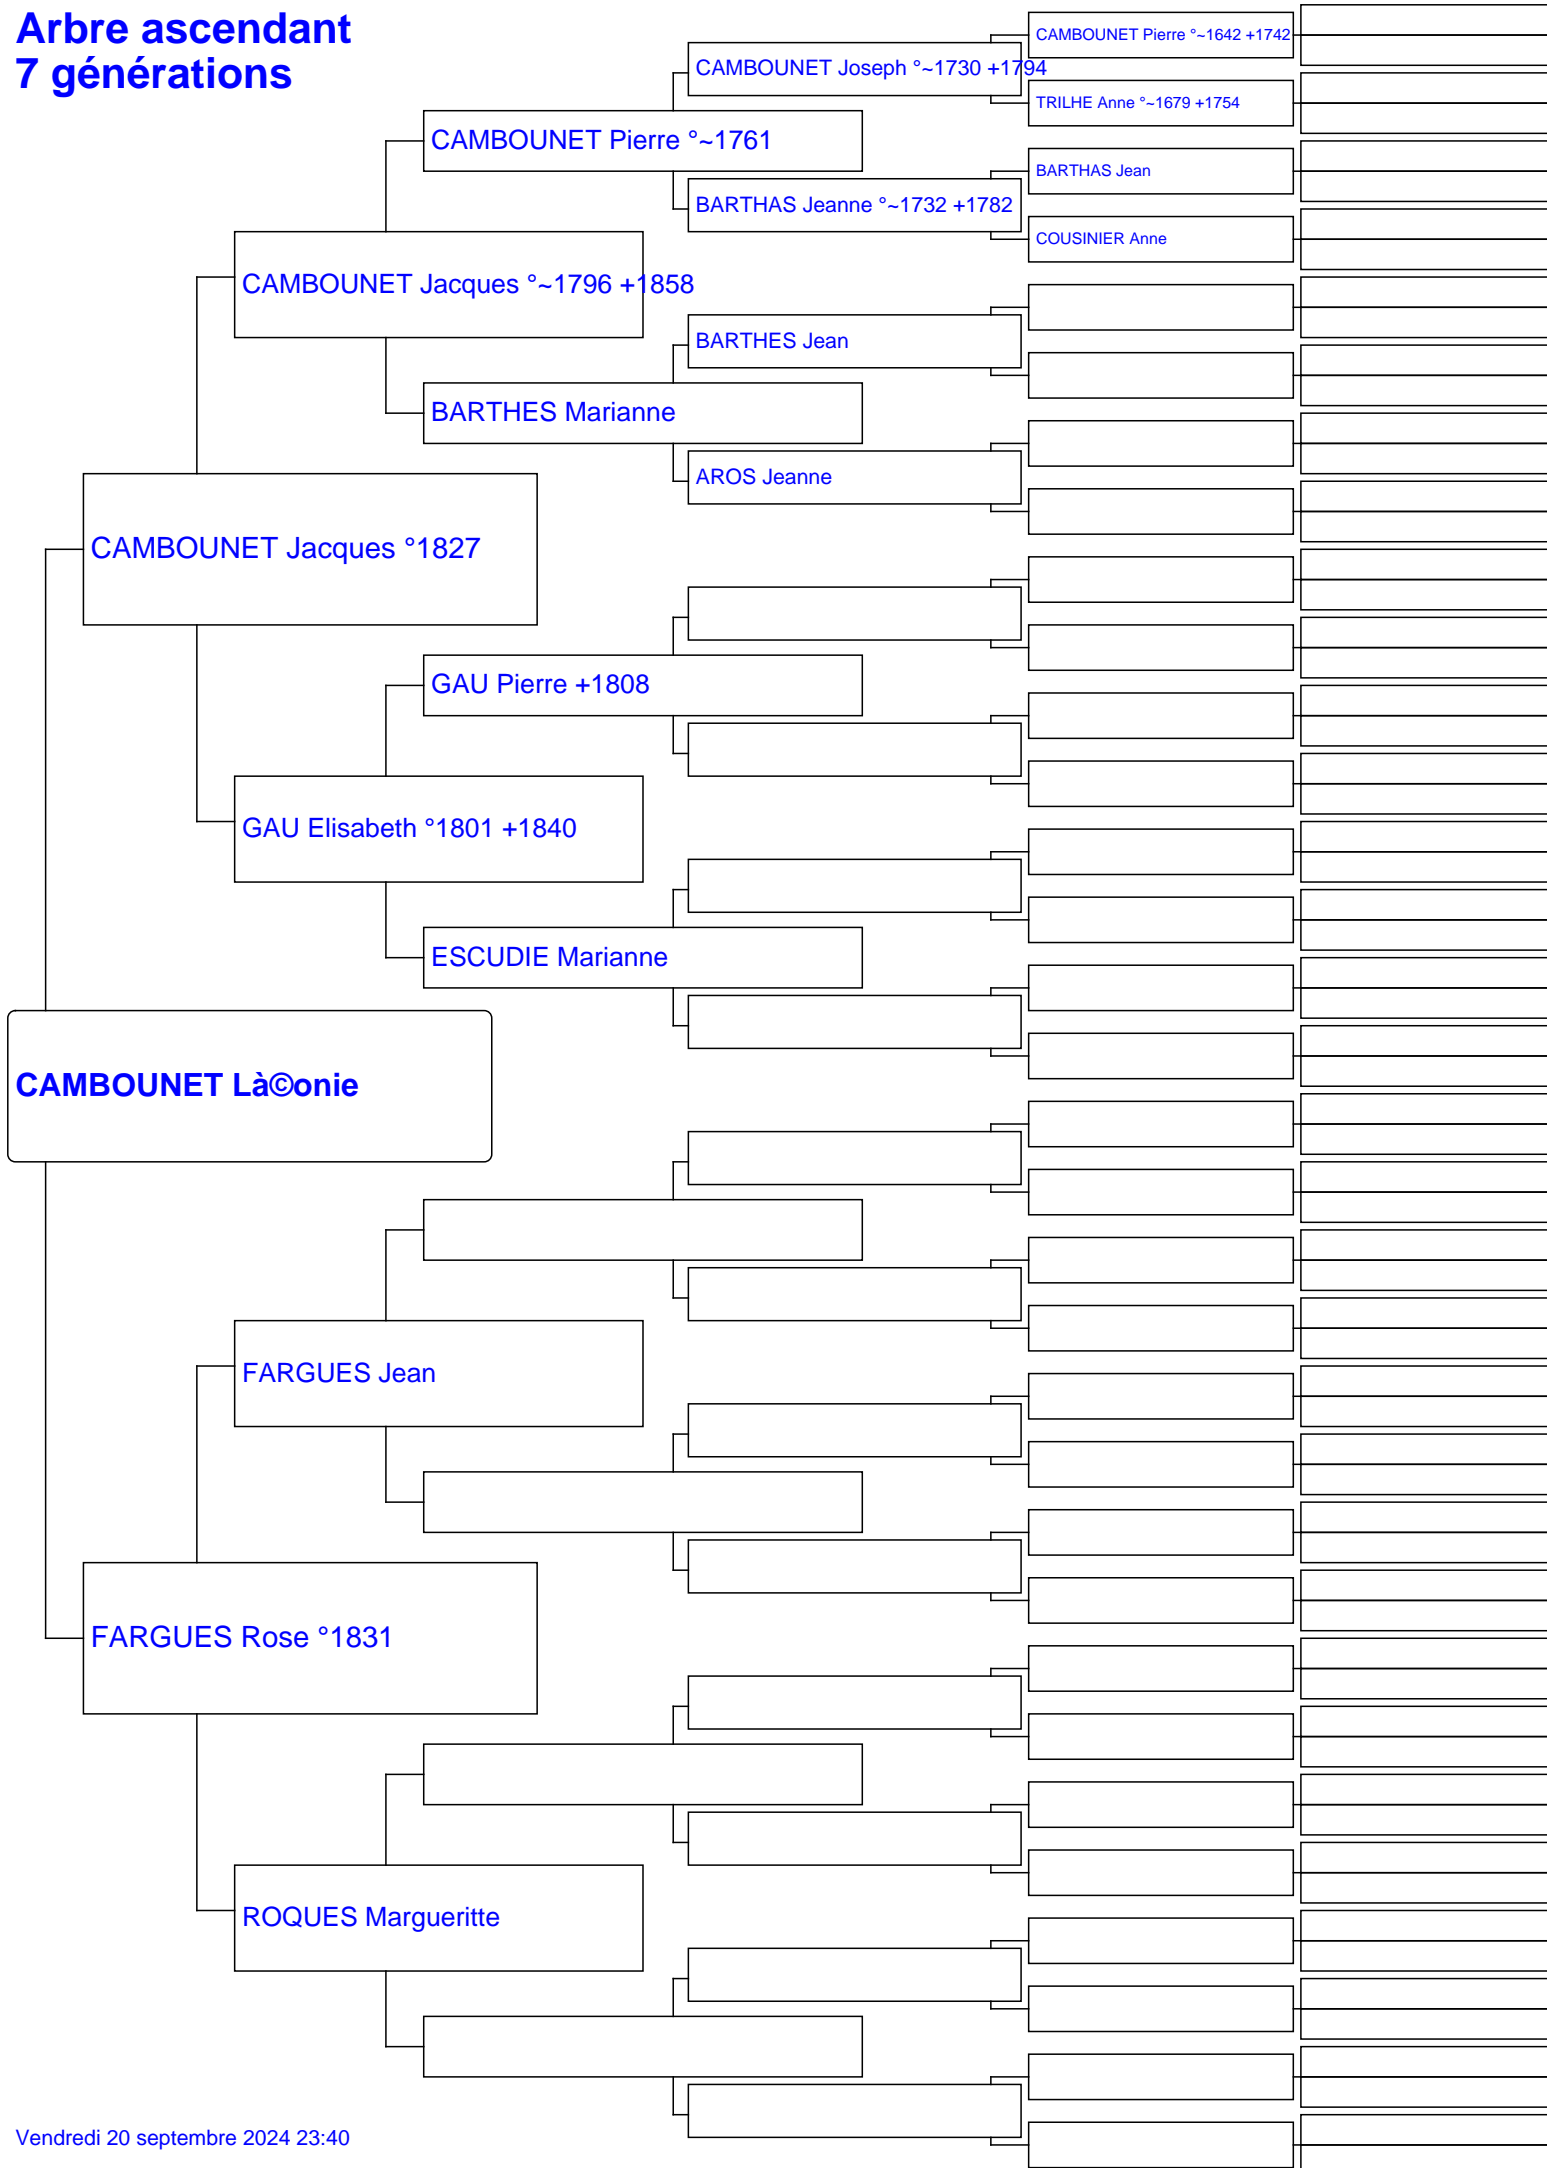 Arbre ascendant
7 générations
CAMBOUNET Pierre °~1642 +1742
CAMBOUNET Joseph °~1730 +1794
TRILHE Anne °~1679 +1754
CAMBOUNET Pierre °~1761
BARTHAS Jean
BARTHAS Jeanne °~1732 +1782
COUSINIER Anne
CAMBOUNET Jacques °~1796 +1858
BARTHES Jean
BARTHES Marianne
AROS Jeanne
CAMBOUNET Jacques °1827
GAU Pierre +1808
GAU Elisabeth °1801 +1840
ESCUDIE Marianne
CAMBOUNET Là©onie
FARGUES Jean
FARGUES Rose °1831
ROQUES Margueritte
Vendredi 20 septembre 2024 23:40